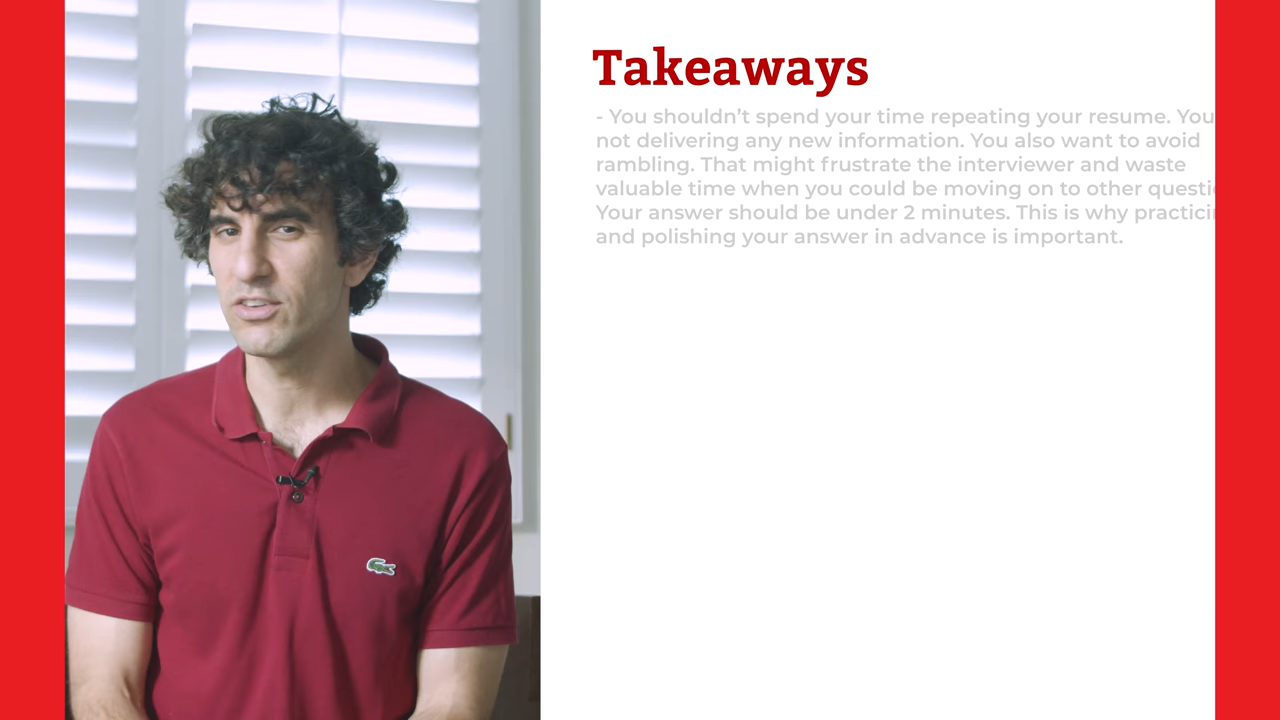 Takeaways
- You shouldn’t spend your time repeating your resume. You
not delivering any new information. You also want to avoid
rambling. That might frustrate the interviewer and waste
valuable time when you could be moving on to other
Your answer should be under 2 minutes. This is why
and polishing your answer in advance is important.